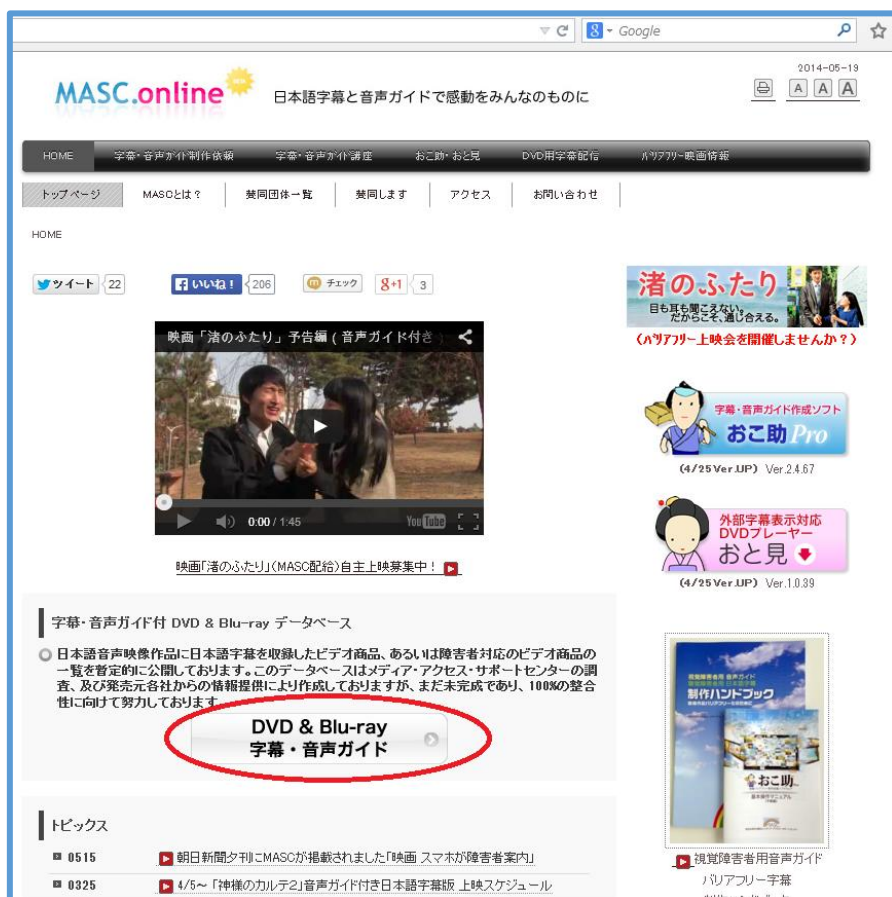 Google
2014-05-19
MASC.online
日本語字幕と音声ガイドで感動をみんなのものに
A A A
HOME 字幕・音声ガイド制作依頼 字幕・音声ガイド講座 おこ助・おと見 DVD用字幕配信 バリアフリー映画情報
トップページ MASCとは？ 賛同団体一覧 賛同します アクセス お問い合わせ
HOME
ツイート 22 いいね！ 206 チェック +1 3
映画「渚のふたり」予告編 ( 音声ガイド付き
0:00 / 1:45 YouTube
映画「渚のふたり」(MASC配給)自主上映募集中！
渚のふたり
目も耳も聞こえない。
だからこそ、通じ合える。
(バリアフリー上映会を開催しませんか？)
字幕・音声ガイド作成ソフト
おこ助Pro
(4/25Ver.UP) Ver.2.4.67
外部字幕表示対応
DVDプレーヤー
おと見
(4/25Ver.UP) Ver.1.0.39
字幕・音声ガイド付 DVD & Blu-ray データベース
日本語音声映像作品に日本語字幕を収録したビデオ商品、あるいは障害者対応のビデオ商品の
一覧を暫定的に公開しております。このデータベースはメディア・アクセス・サポートセンターの調
査、及び発売元各社からの情報提供により作成しておりますが、まだ未完成であり、100%の整合
性に向けて努力しております。
DVD & Blu-ray
字幕・音声ガイド
トピックス
0515 朝日新聞夕刊にMASCが掲載されました「映画 スマホが障害者案内」
0325 4/5～「神様のカルテ2」音声ガイド付き日本語字幕版 上映スケジュール
制作ハンドブック
おこ助
視覚障害者用音声ガイド
バリアフリー字幕